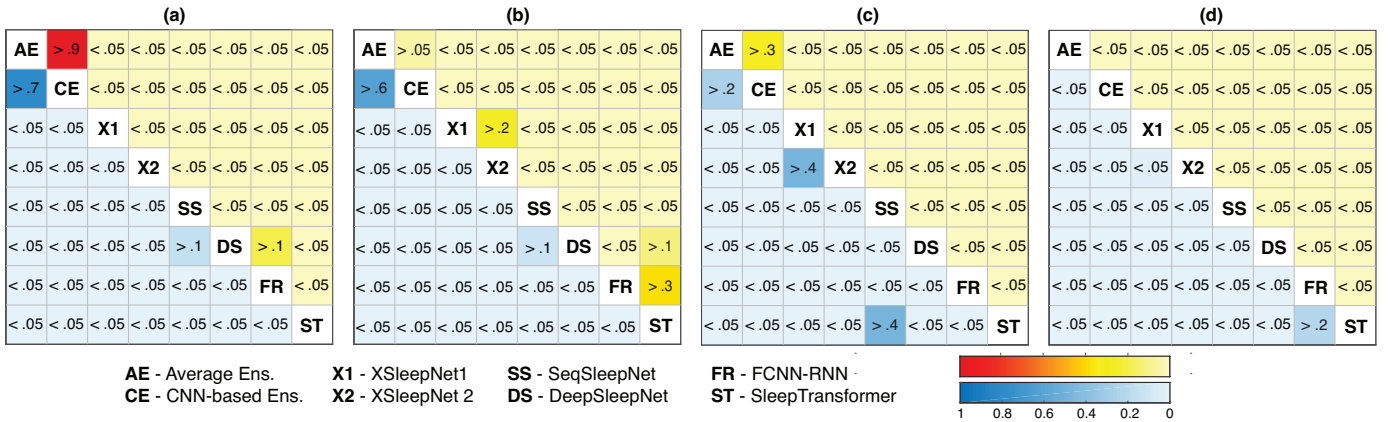 (a) (b) (c) (d)
AE > .9 < .05 < .05 < .05 < .05 < .05 < .05 AE > .05 < .05 < .05 < .05 < .05 < .05 < .05 AE > .3 < .05 < .05 < .05 < .05 < .05 < .05 AE < .05 < .05 < .05 < .05 < .05 < .05 < .05
> .7 CE < .05 < .05 < .05 < .05 < .05 < .05 > .6 CE < .05 < .05 < .05 < .05 < .05 < .05 > .2 CE < .05 < .05 < .05 < .05 < .05 < .05 < .05 CE < .05 < .05 < .05 < .05 < .05 < .05
< .05 < .05 X1 < .05 < .05 < .05 < .05 < .05 < .05 < .05 X1 > .2 < .05 < .05 < .05 < .05 < .05 < .05 X1 < .05 < .05 < .05 < .05 < .05 < .05 < .05 X1 < .05 < .05 < .05 < .05 < .05
< .05 < .05 < .05 X2 < .05 < .05 < .05 < .05 < .05 < .05 < .05 X2 < .05 < .05 < .05 < .05 < .05 < .05 > .4 X2 < .05 < .05 < .05 < .05 < .05 < .05 < .05 X2 < .05 < .05 < .05 < .05
< .05 < .05 < .05 < .05 SS < .05 < .05 < .05 < .05 < .05 < .05 < .05 SS < .05 < .05 < .05 < .05 < .05 < .05 < .05 SS < .05 < .05 < .05 < .05 < .05 < .05 < .05 SS < .05 < .05 < .05
< .05 < .05 < .05 < .05 > .1 DS > .1 < .05 < .05 < .05 < .05 < .05 > .1 DS < .05 > .1 < .05 < .05 < .05 < .05 < .05 DS < .05 < .05 < .05 < .05 < .05 < .05 < .05 DS < .05 < .05
< .05 < .05 < .05 < .05 < .05 < .05 FR < .05 < .05 < .05 < .05 < .05 < .05 < .05 FR > .3 < .05 < .05 < .05 < .05 < .05 < .05 FR < .05 < .05 < .05 < .05 < .05 < .05 < .05 FR < .05
< .05 < .05 < .05 < .05 < .05 < .05 < .05 ST < .05 < .05 < .05 < .05 < .05 < .05 < .05 ST < .05 < .05 < .05 < .05 > .4 < .05 < .05 ST < .05 < .05 < .05 < .05 < .05 < .05 > .2 ST
AE - Average Ens. X1 - XSleepNet1 SS - SeqSleepNet FR - FCNN-RNN
CE - CNN-based Ens. X2 - XSleepNet 2 DS - DeepSleepNet ST - SleepTransformer
1 0.8 0.6 0.4 0.2 0